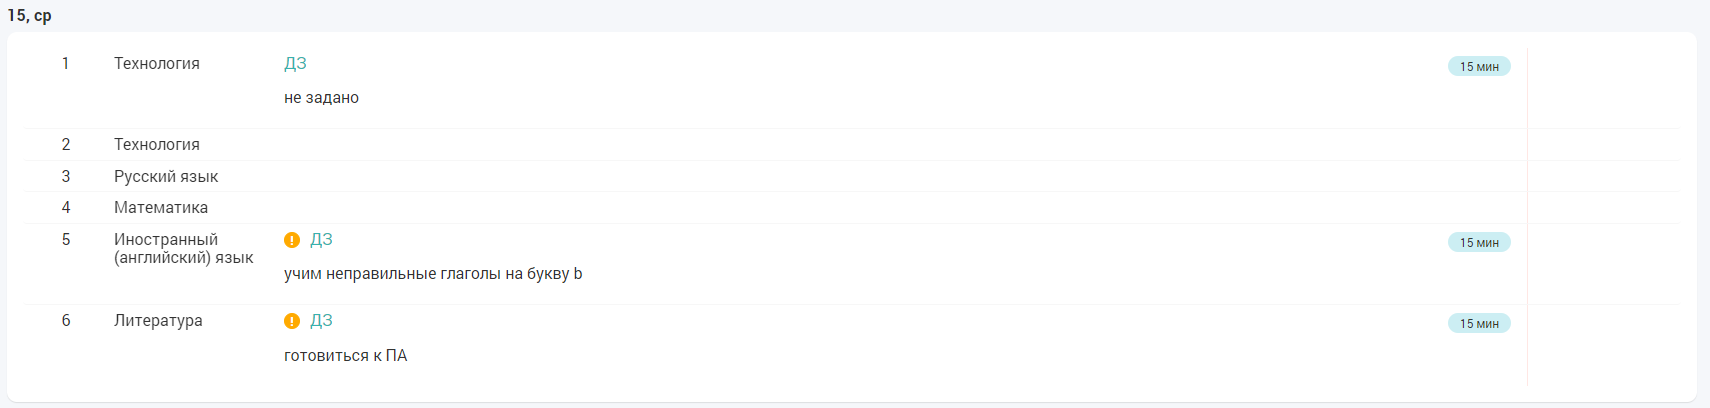 15, ср
1 Технология ДЗ 15 мин
не задано
2 Технология
3 Русский язык
4 Математика
5 Иностранный ДЗ 15 мин
(английский) язык
учим неправильные глаголы на букву b
6 Литература ДЗ 15 мин
готовиться к ПА